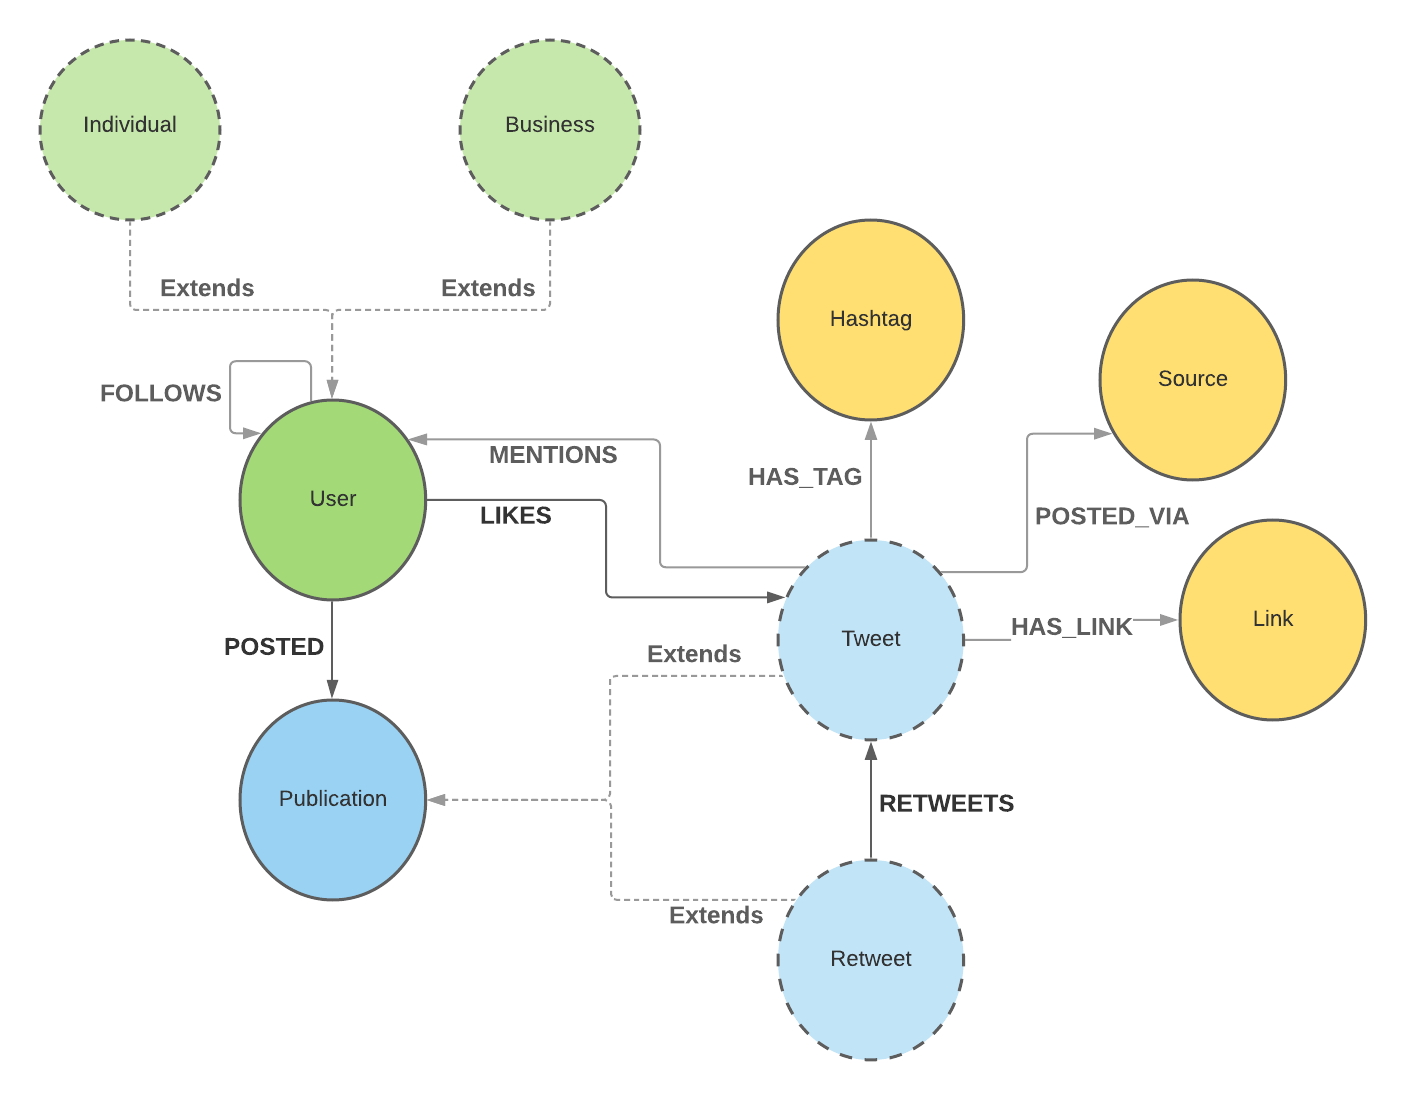 Individual
Business
Extends
Extends
Hashtag
Source
FOLLOWS
MENTIONS
HAS_TAG
User
LIKES
POSTED_VIA
Tweet
HAS_LINK
Link
POSTED
Extends
Publication
RETWEETS
Extends
Retweet